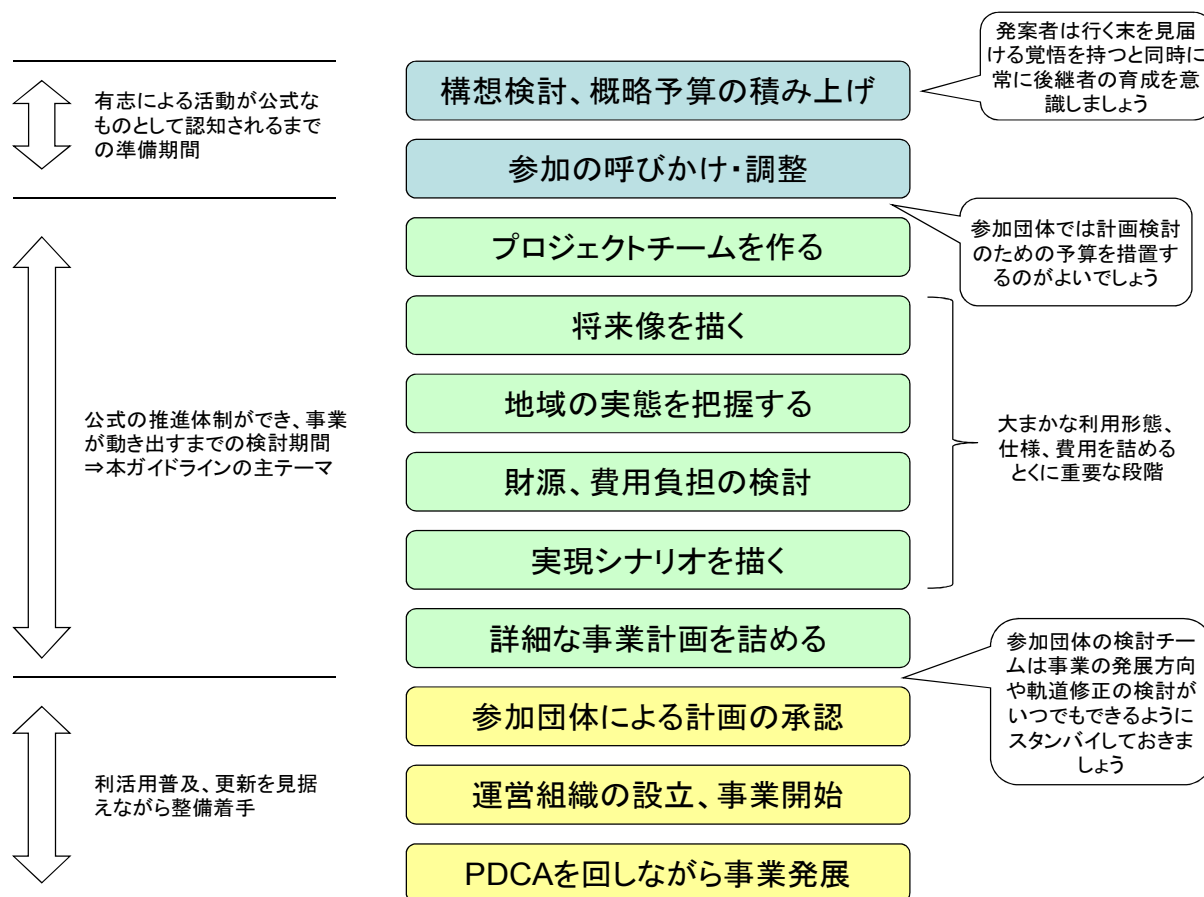 発案者は行く末を見届
ける覚悟を持つと同時に
常に後継者の育成を意
識しましょう
構想検討、概略予算の積み上げ
有志による活動が公式な
ものとして認知されるまで
の準備期間
参加の呼びかけ・調整
参加団体では計画検討
のための予算を措置す
るのがよいでしょう
プロジェクトチームを作る
将来像を描く
地域の実態を把握する
公式の推進体制ができ、事業
が動き出すまでの検討期間
⇒本ガイドラインの主テーマ
大まかな利用形態、
仕様、費用を詰める
とくに重要な段階
財源、費用負担の検討
実現シナリオを描く
詳細な事業計画を詰める
参加団体の検討チー
ムは事業の発展方向
や軌道修正の検討が
いつでもできるように
スタンバイしておきま
しょう
参加団体による計画の承認
利活用普及、更新を見据
えながら整備着手
運営組織の設立、事業開始
PDCAを回しながら事業発展